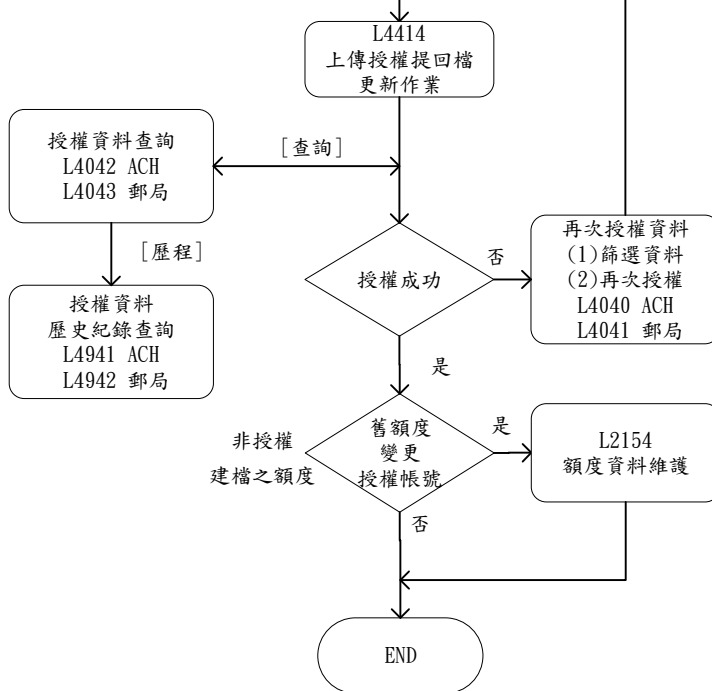 L4414
上傳授權提回檔
更新作業
[查詢]
授權資料查詢
L4042 ACH
L4043 郵局
[歷程]
授權資料
歷史紀錄查詢
L4941 ACH
L4942 郵局
授權成功
否
再次授權資料
(1)篩選資料
(2)再次授權
L4040 ACH
L4041 郵局
是
非授權
建檔之額度
舊額度
變更
授權帳號
是
L2154
額度資料維護
否
END